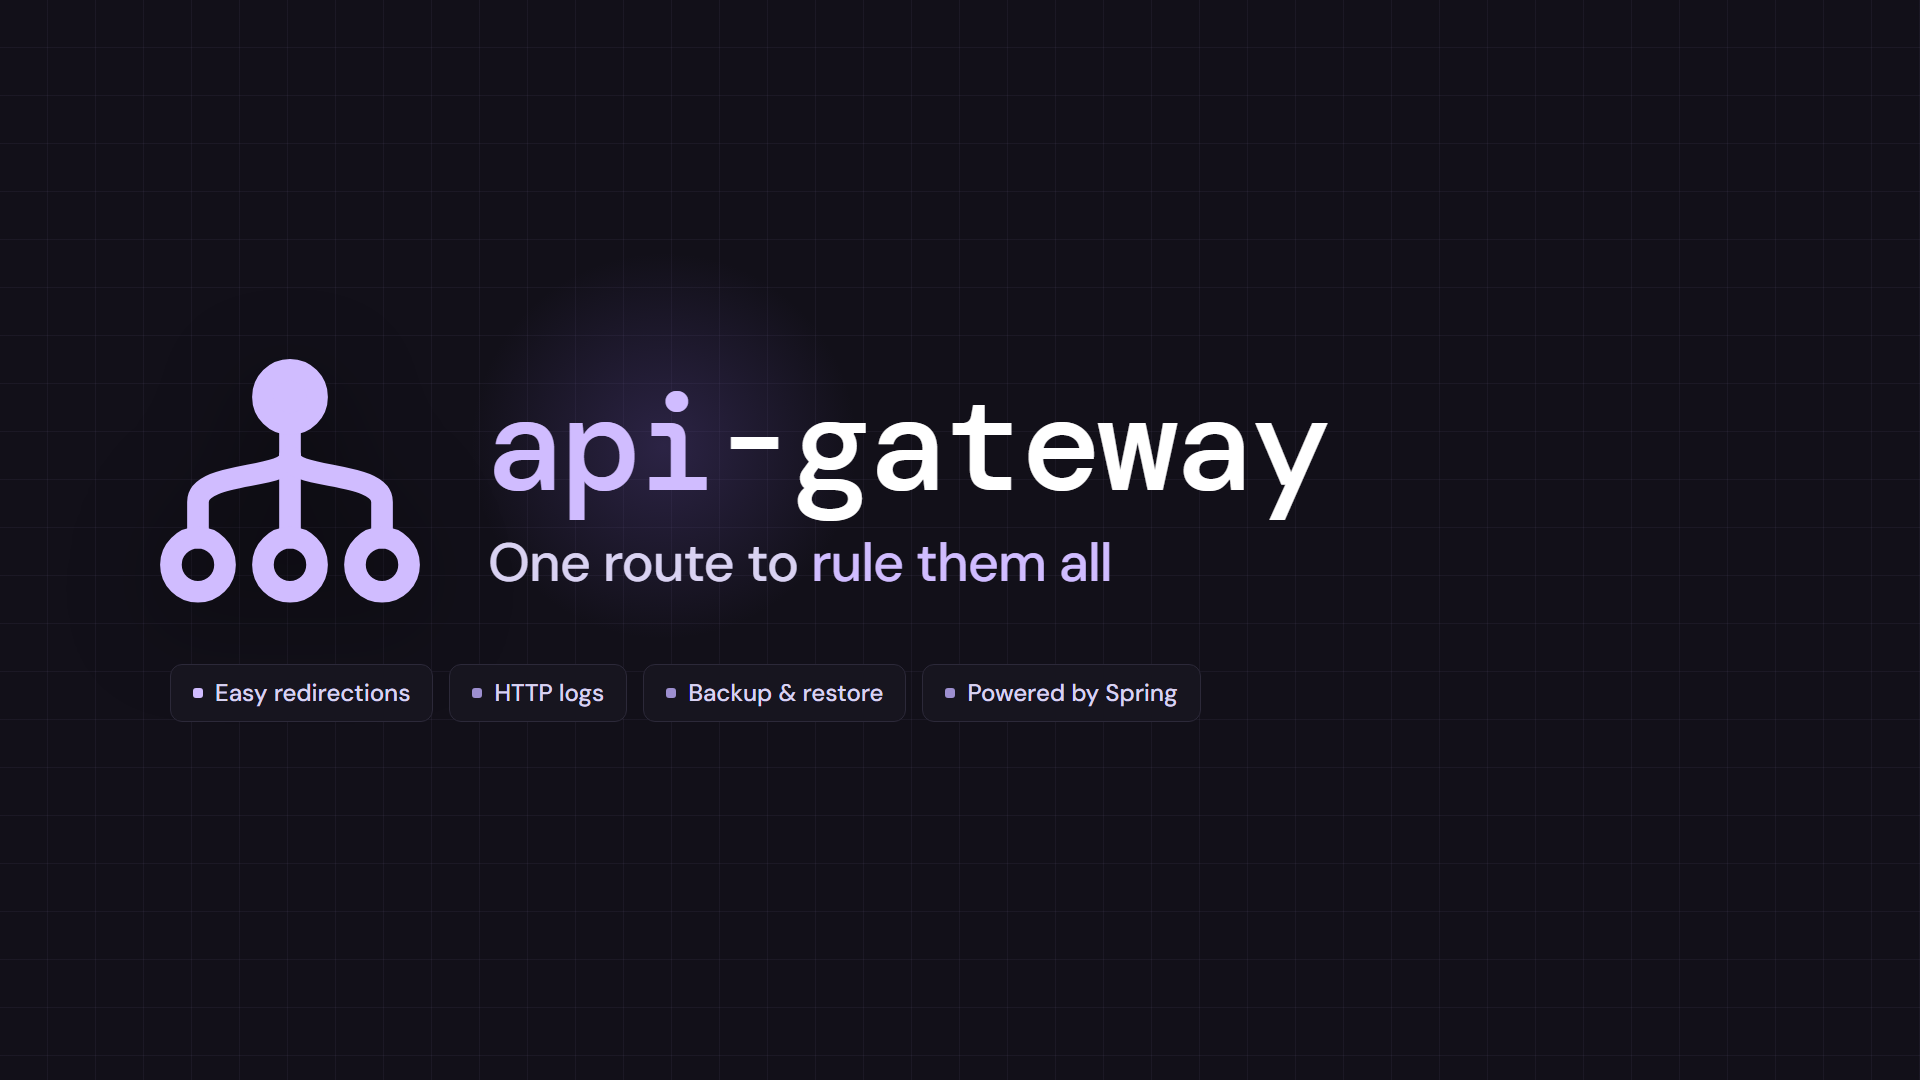 api-gateway
One route to rule them all
Easy redirections
HTTP logs
Backup & restore
Powered by Spring